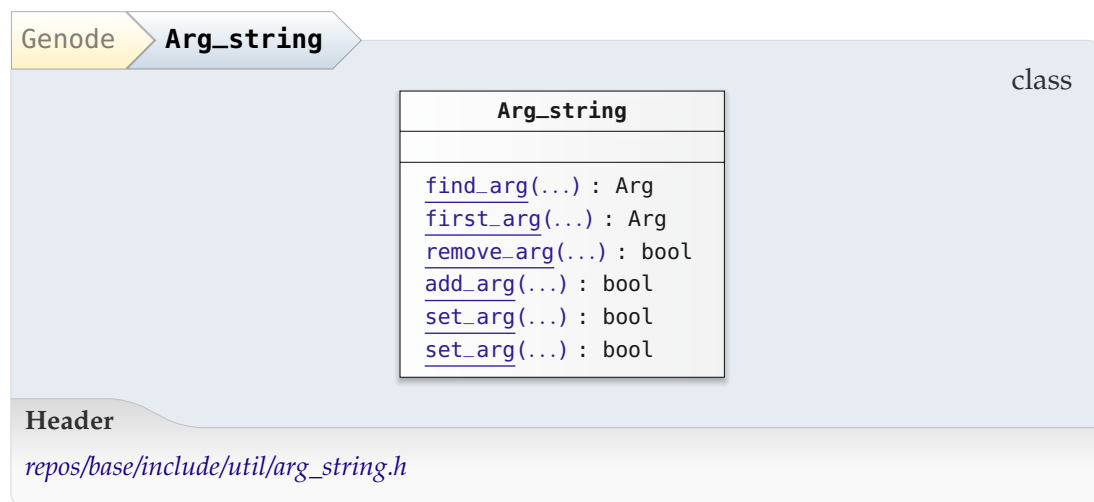 Genode Arg_string
class
Arg_string
find_arg(...) : Arg
first_arg(...) : Arg
remove_arg(...) : bool
add_arg(...) : bool
set_arg(...) : bool
set_arg(...) : bool
Header
repos/base/include/util/arg_string.h